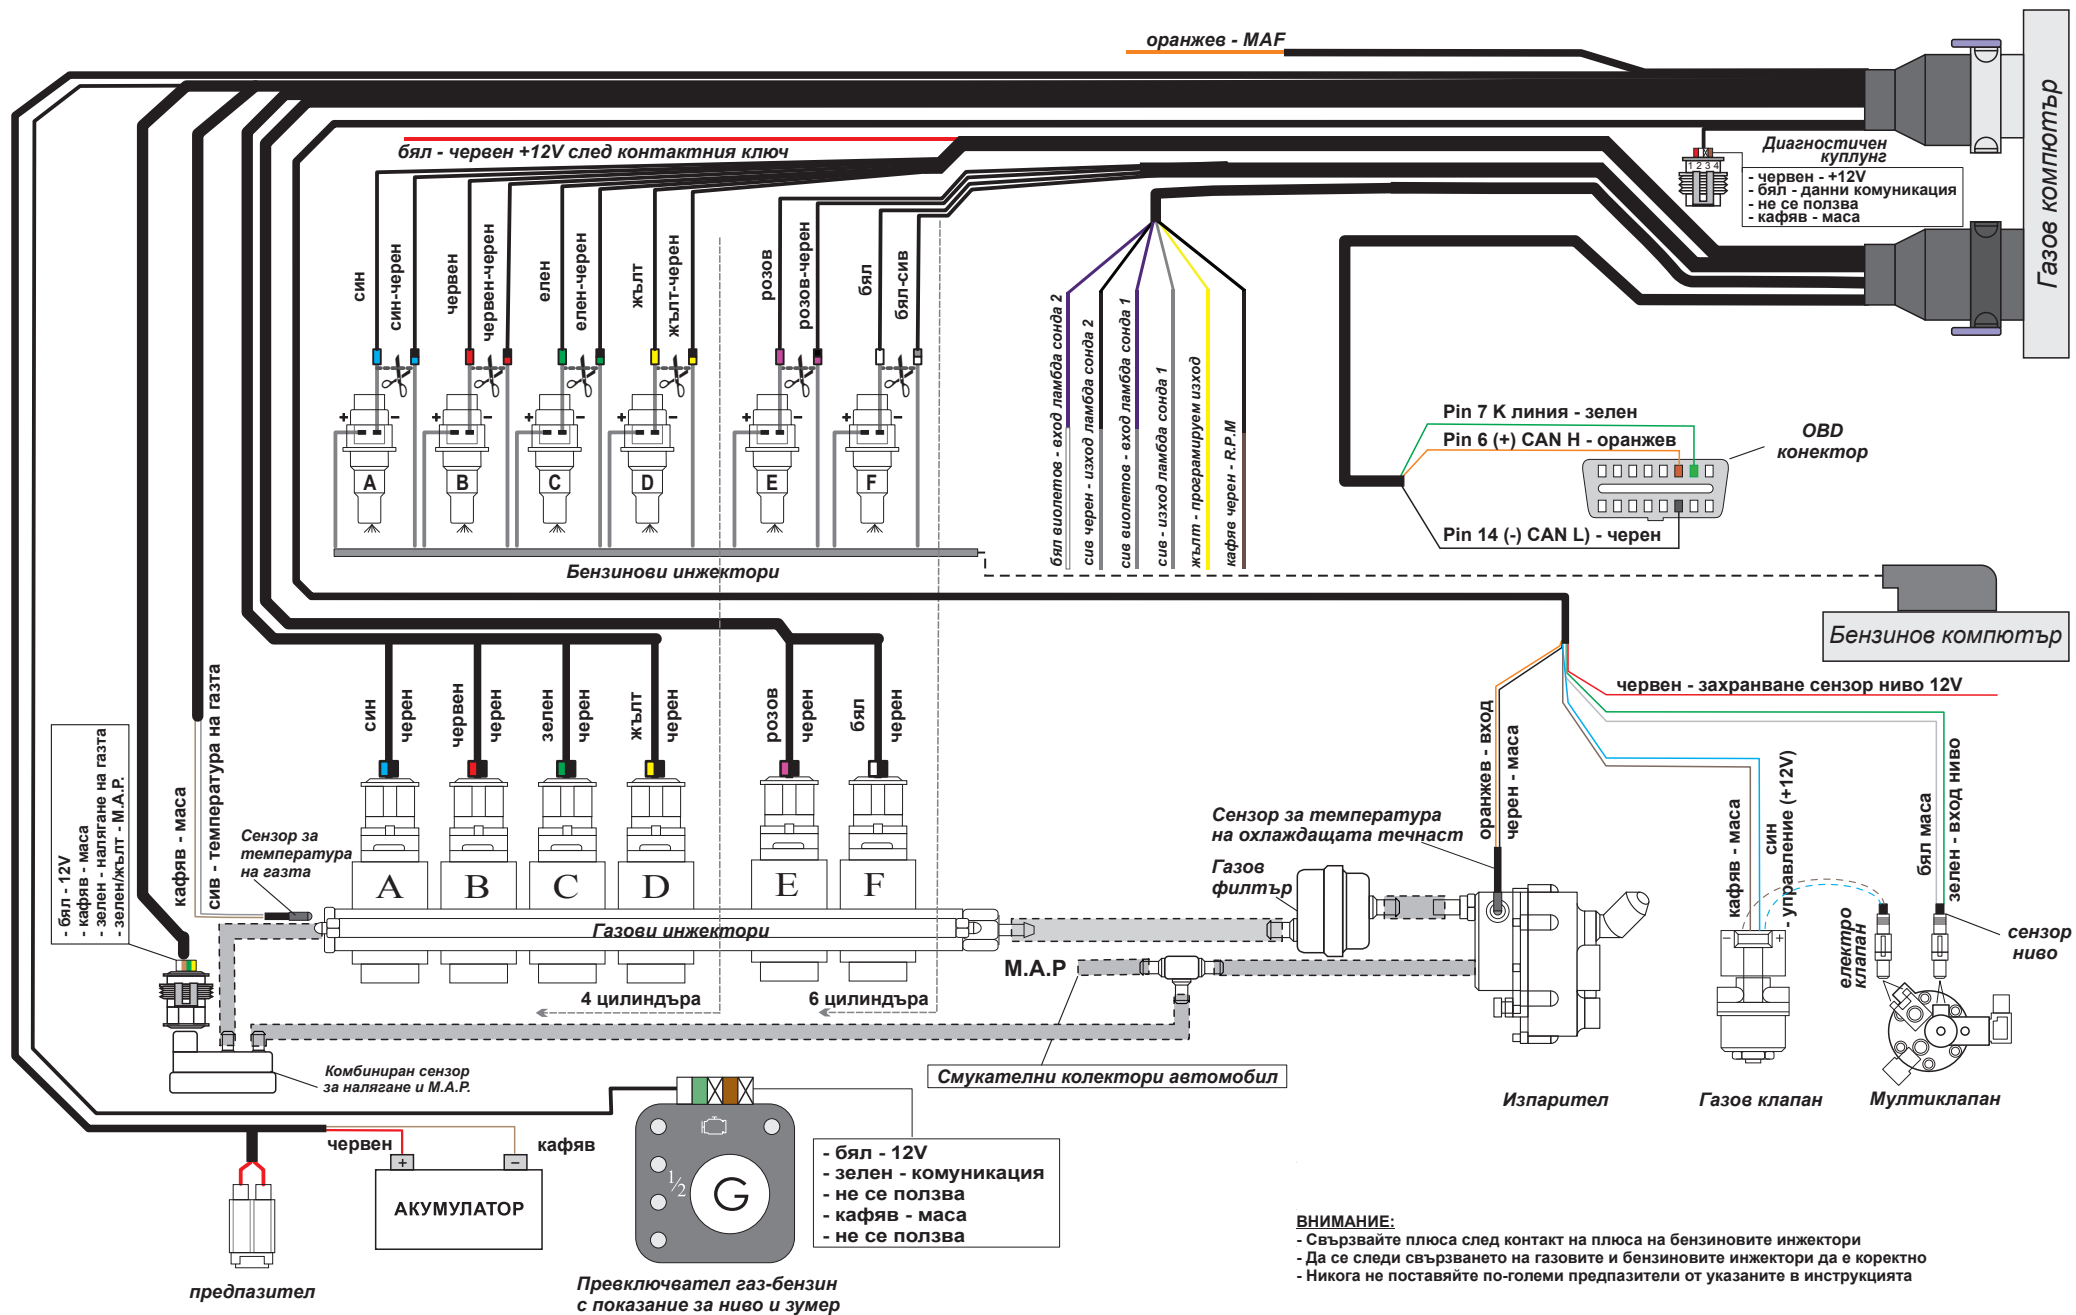 оранжев - MAF
Газов компютър
бял - червен +12V след контактния ключ
Диагностичен
куплунг
1 2 3 4
- червен - +12V
- бял - данни комуникация
- не се ползва
- кафяв - маса
син
син-черен
червен
червен-черен
елен
елен-черен
жълт
жълт-черен
розов
розов-черен
бял
бял-сив
+ -
+ -
+ -
+ -
+ -
+ -
A
B
C
D
E
F
Бензинови инжектори
бял виолетов - вход ламбда сонда 2
сив черен - изход ламбда сонда 2
сив виолетов - вход ламбда сонда 1
сив - изход ламбда сонда 1
жълт - програмируем изход
кафяв черен - R.P.M
Pin 7 K линия - зелен
Pin 6 (+) CAN H - оранжев
Pin 14 (-) CAN L) - черен
OBD
конектор
Бензинов компютър
червен - захранване сензор ниво 12V
син
черен
червен
черен
зелен
черен
жълт
черен
розов
черен
бял
черен
- бял - 12V
- кафяв - маса
- зелен - налягане на газта
- зелен/жълт - M.A.P.
кафяв - маса
сив - температура на газта
Сензор за
температура
на газта
A
B
C
D
E
F
Газови инжектори
4 цилиндъра
6 цилиндъра
M.A.P
Смукателни колектори автомобил
Сензор за температура
на охлаждащата течнаст
Газов
филтър
оранжев - вход
черен - маса
кафяв - маса
син
- управление (+12V)
бял маса
зелен - вход ниво
електро
клапан
сензор
ниво
- +
Изпарител
Газов клапан
Мултиклапан
Комбиниран сензор
за налягане и M.A.P.
червен
кафяв
+ -
АКУМУЛАТОР
предпазител
1/2
G
- бял - 12V
- зелен - комуникация
- не се ползва
- кафяв - маса
- не се ползва
Превключвател газ-бензин
с показание за ниво и зумер
ВНИМАНИЕ:
- Свързвайте плюса след контакт на плюса на бензиновите инжектори
- Да се следи свързването на газовите и бензиновите инжектори да е коректно
- Никога не поставяйте по-големи предпазители от указаните в инструкцията